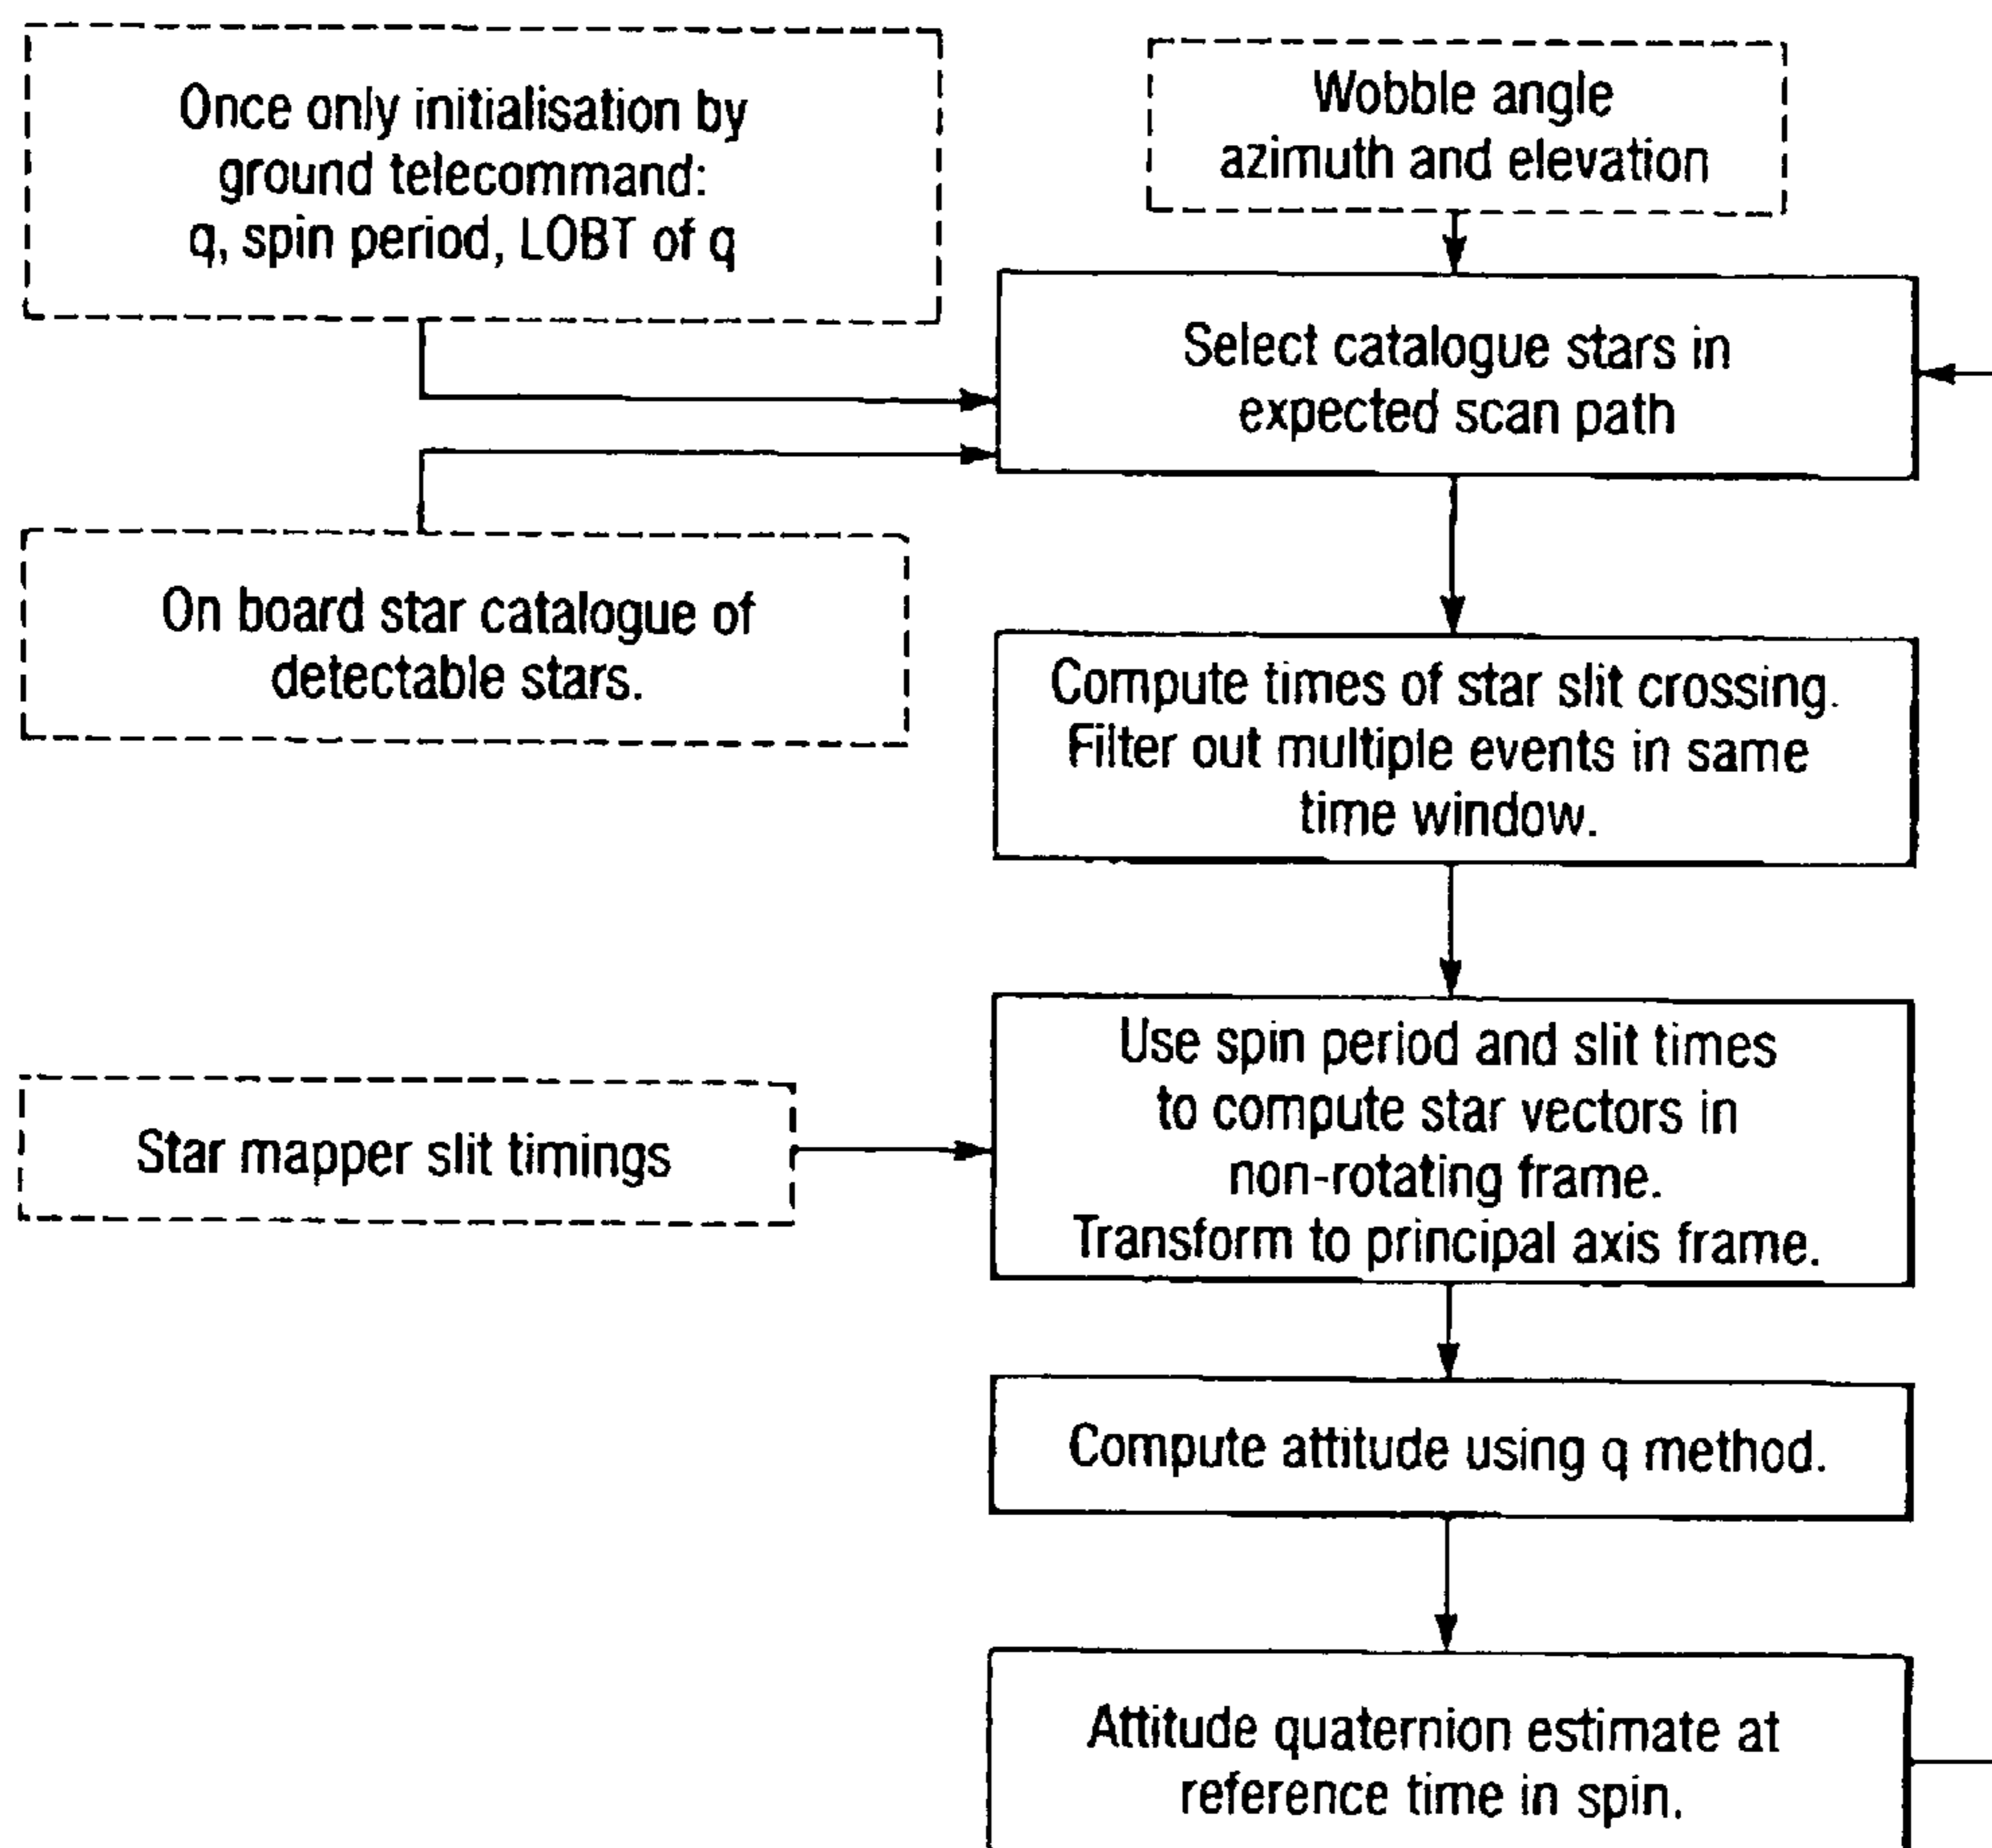 Once only initialisation by
ground telecommand:
q, spin period, LOBT of q
Wobble angle
azimuth and elevation
Select catalogue stars in
expected scan path
On board star catalogue of
detectable stars.
Compute times of star slit crossing.
Filter out multiple events in same
time window.
Star mapper slit timings
Use spin period and slit times
to compute star vectors in
non-rotating frame.
Transform to principal axis frame.
Compute attitude using q method.
Attitude quaternion estimate at
reference time in spin.